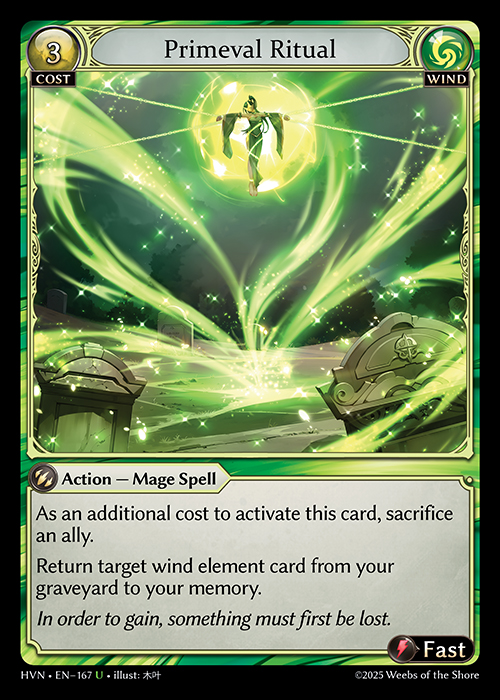 3
Primeval Ritual
COST
WIND
Action — Mage Spell
As an additional cost to activate this card, sacrifice
an ally.
Return target wind element card from your
graveyard to your memory.
In order to gain, something must first be lost.
Fast
HVN • EN–167 U • illust: 木叶
©2025 Weebs of the Shore